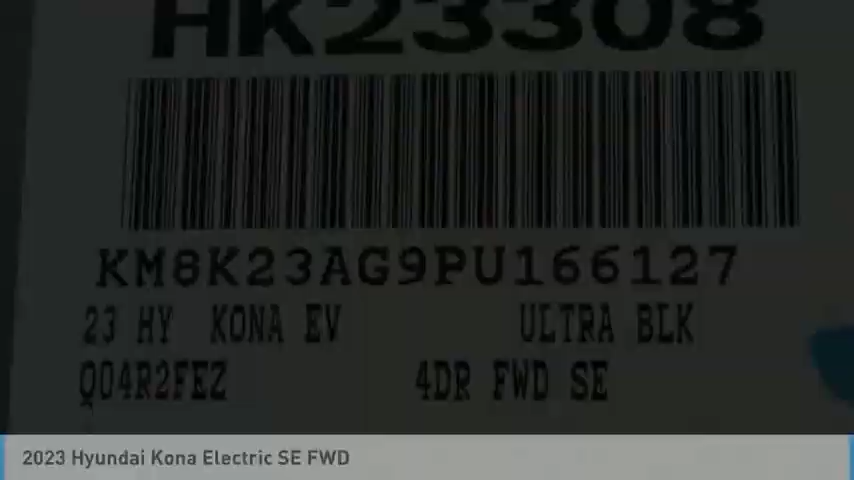 HK23308
KM8K23AG9PU166127
23 HY KONA EV ULTRA BLK
Q04R2FEZ 4DR FWD SE
2023 Hyundai Kona Electric SE FWD